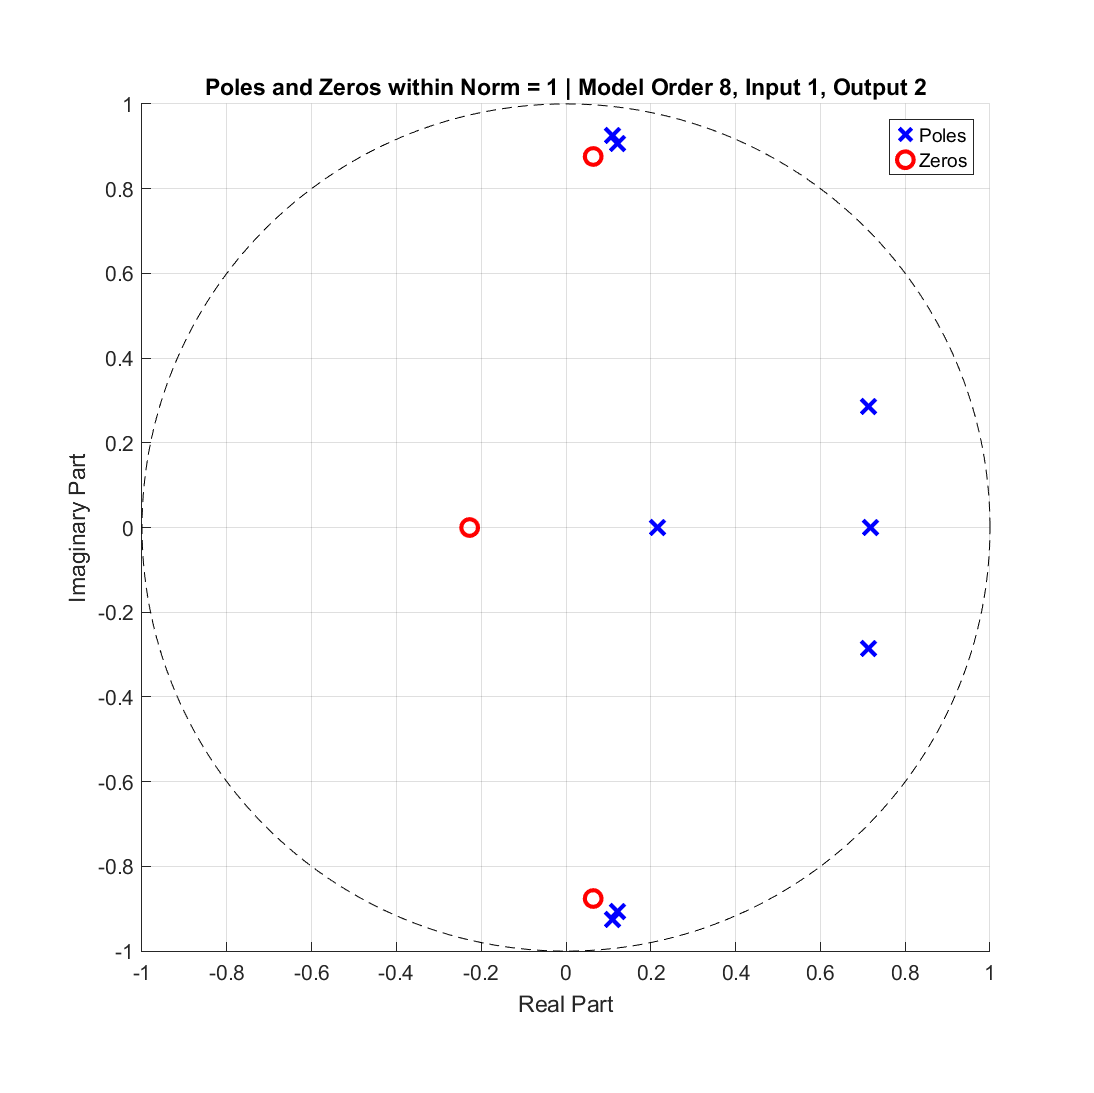 Poles and Zeros within Norm = 1 | Model Order 8, Input 1, Output 2
Poles
Zeros
1
0.8
0.6
0.4
0.2
0
-0.2
-0.4
-0.6
-0.8
-1
Imaginary Part
-1 -0.8 -0.6 -0.4 -0.2 0 0.2 0.4 0.6 0.8 1
Real Part